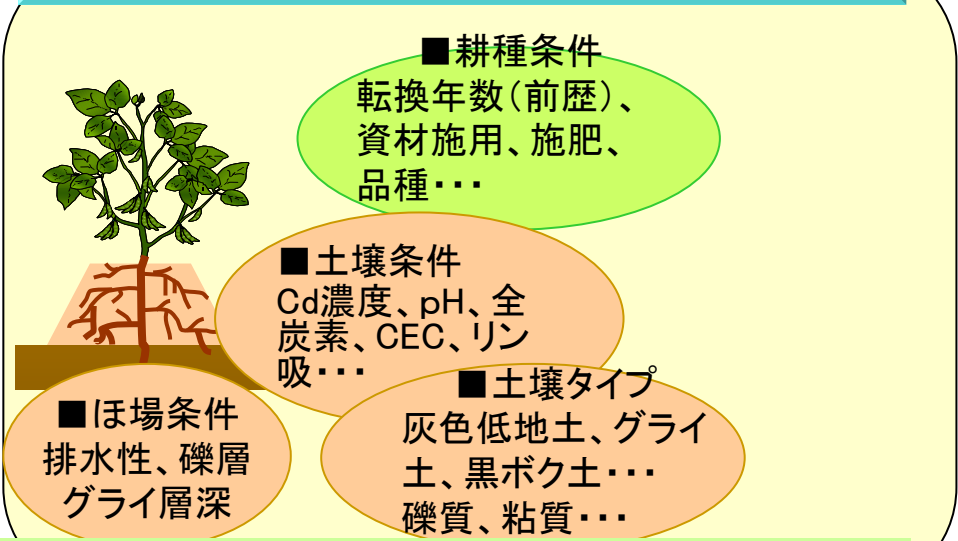 ■耕種条件
転換年数（前歴）、
資材施用、施肥、
品種・・・
■土壌条件
Cd濃度、pH、全
炭素、CEC、リン
吸・・・
■土壌タイプ
灰色低地土、グライ
土、黒ボク土・・・
礫質、粘質・・・
■ほ場条件
排水性、礫層
グライ層深